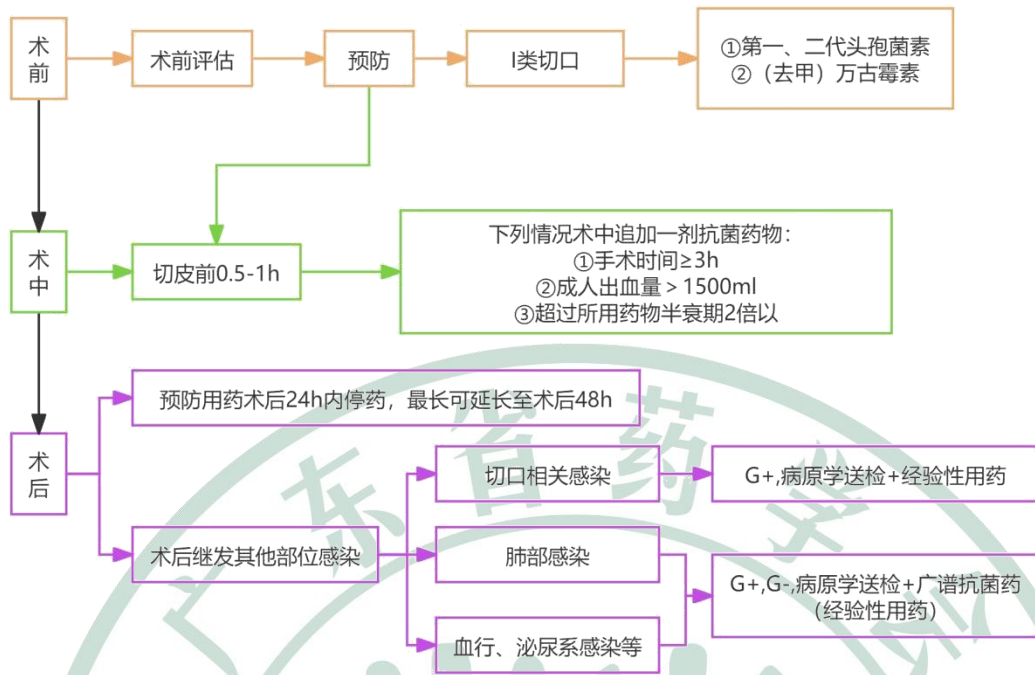 术前
术前评估
预防
I类切口
①第一、二代头孢菌素
②（去甲）万古霉素
术中
切皮前0.5-1h
下列情况术中追加一剂抗菌药物：
①手术时间≥3h
②成人出血量＞1500ml
③超过所用药物半衰期2倍以
术后
预防用药术后24h内停药，最长可延长至术后48h
术后继发其他部位感染
切口相关感染
G+,病原学送检+经验性用药
肺部感染
血行、泌尿系感染等
G+,G-,病原学送检+广谱抗菌药
（经验性用药）
广东省药学会